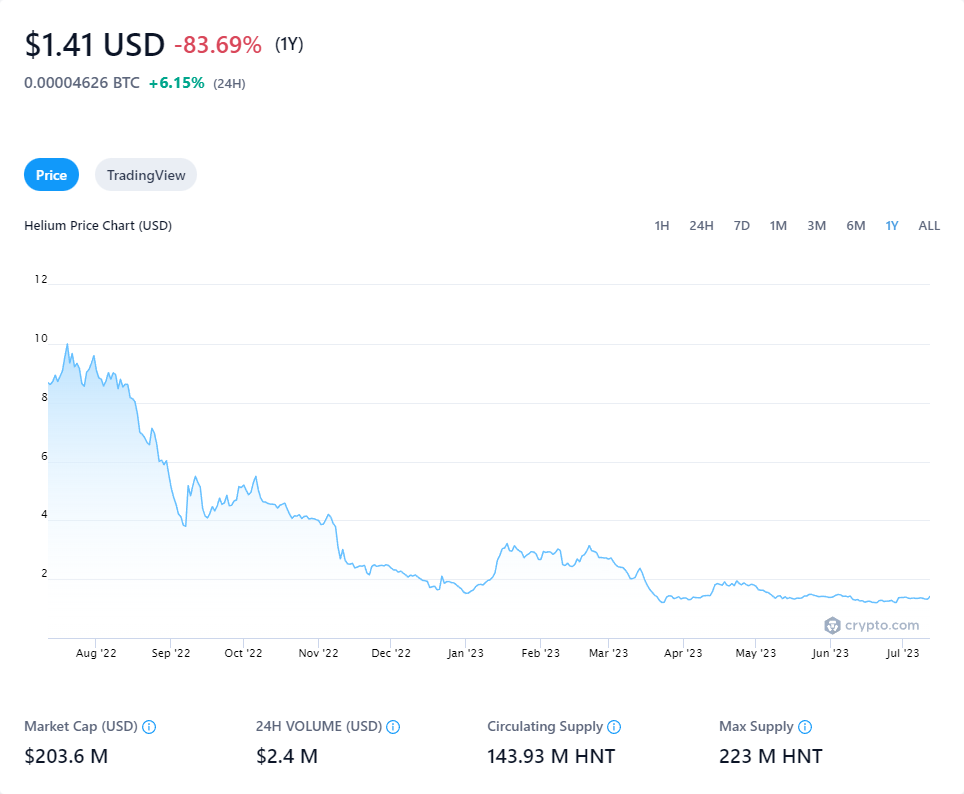 $1.41 USD -83.69% (1Y)
0.00004626 BTC +6.15% (24H)
Price TradingView
Helium Price Chart (USD) 1H 24H 7D 1M 3M 6M 1Y ALL
12
10
8
6
4
2
crypto.com
Aug '22 Sep '22 Oct '22 Nov '22 Dec '22 Jan '23 Feb '23 Mar '23 Apr '23 May '23 Jun '23 Jul '23
Market Cap (USD) 24H VOLUME (USD) Circulating Supply Max Supply
$203.6 M $2.4 M 143.93 M HNT 223 M HNT